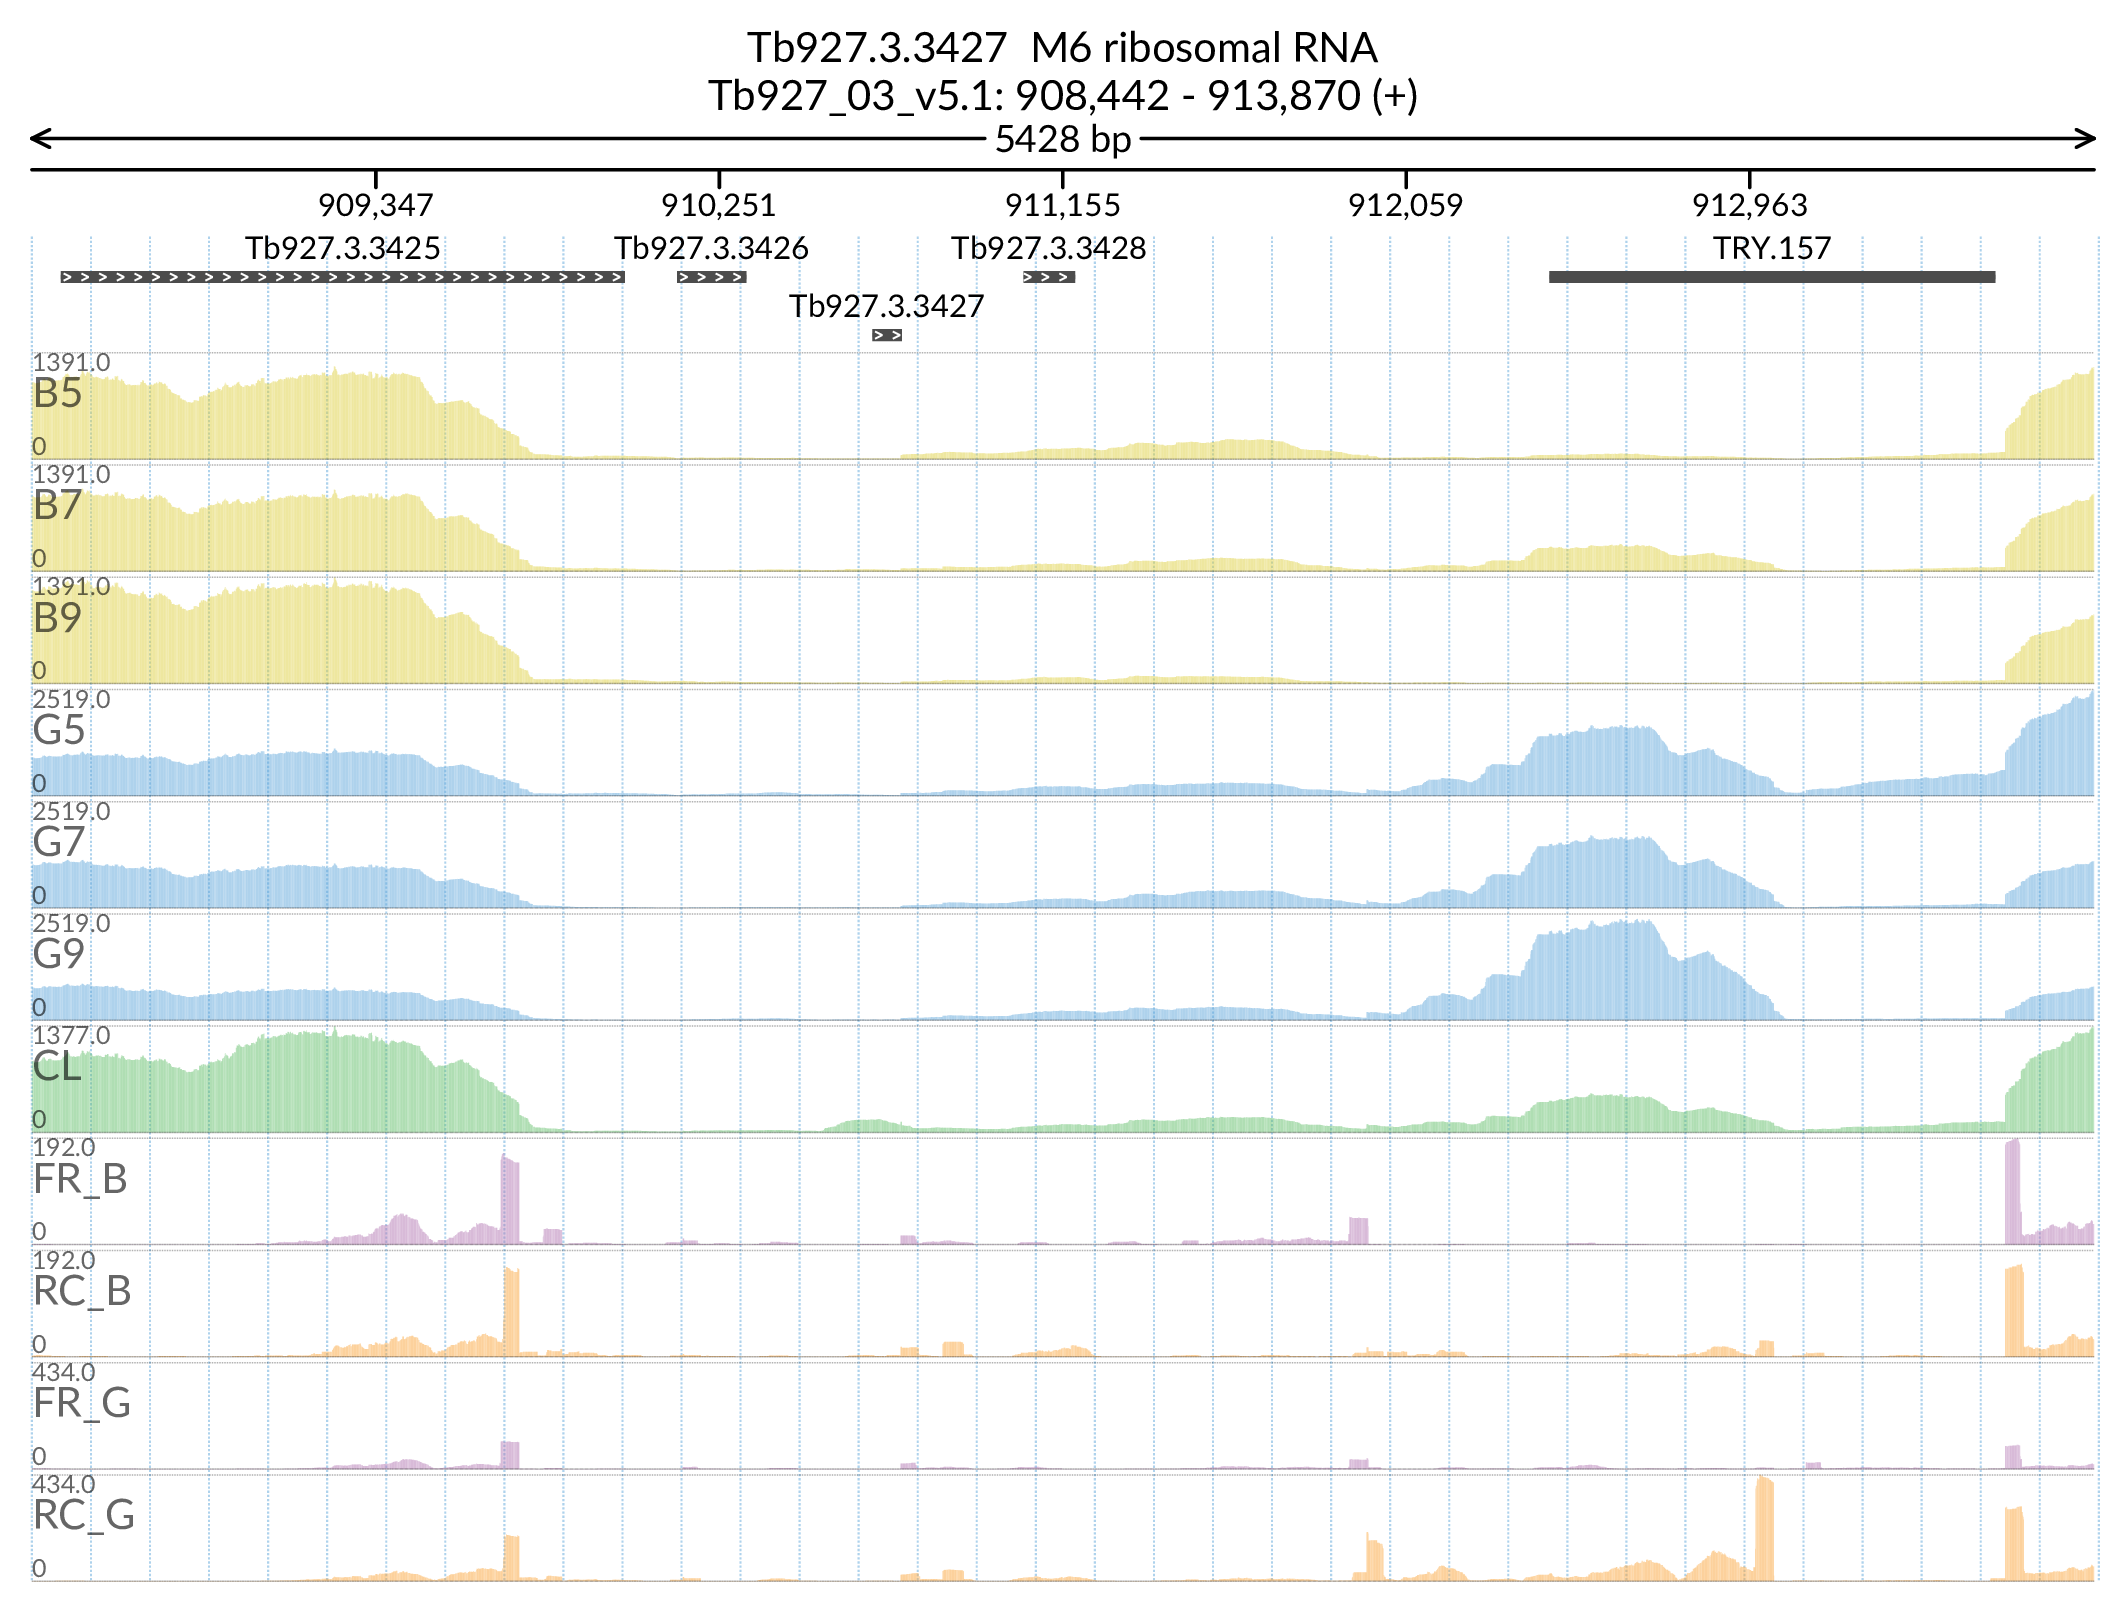 Tb927.3.3427  M6 ribosomal RNA
Tb927_03_v5.1: 908,442 - 913,870 (+)
5428 bp
909,347 910,251 911,155 912,059 912,963
Tb927.3.3425 Tb927.3.3426 Tb927.3.3428 TRY.157
Tb927.3.3427
1391.0
B5
0
1391.0
B7
0
1391.0
B9
0
2519.0
G5
0
2519.0
G7
0
2519.0
G9
0
1377.0
CL
0
192.0
FR_B
0
192.0
RC_B
0
434.0
FR_G
0
434.0
RC_G
0